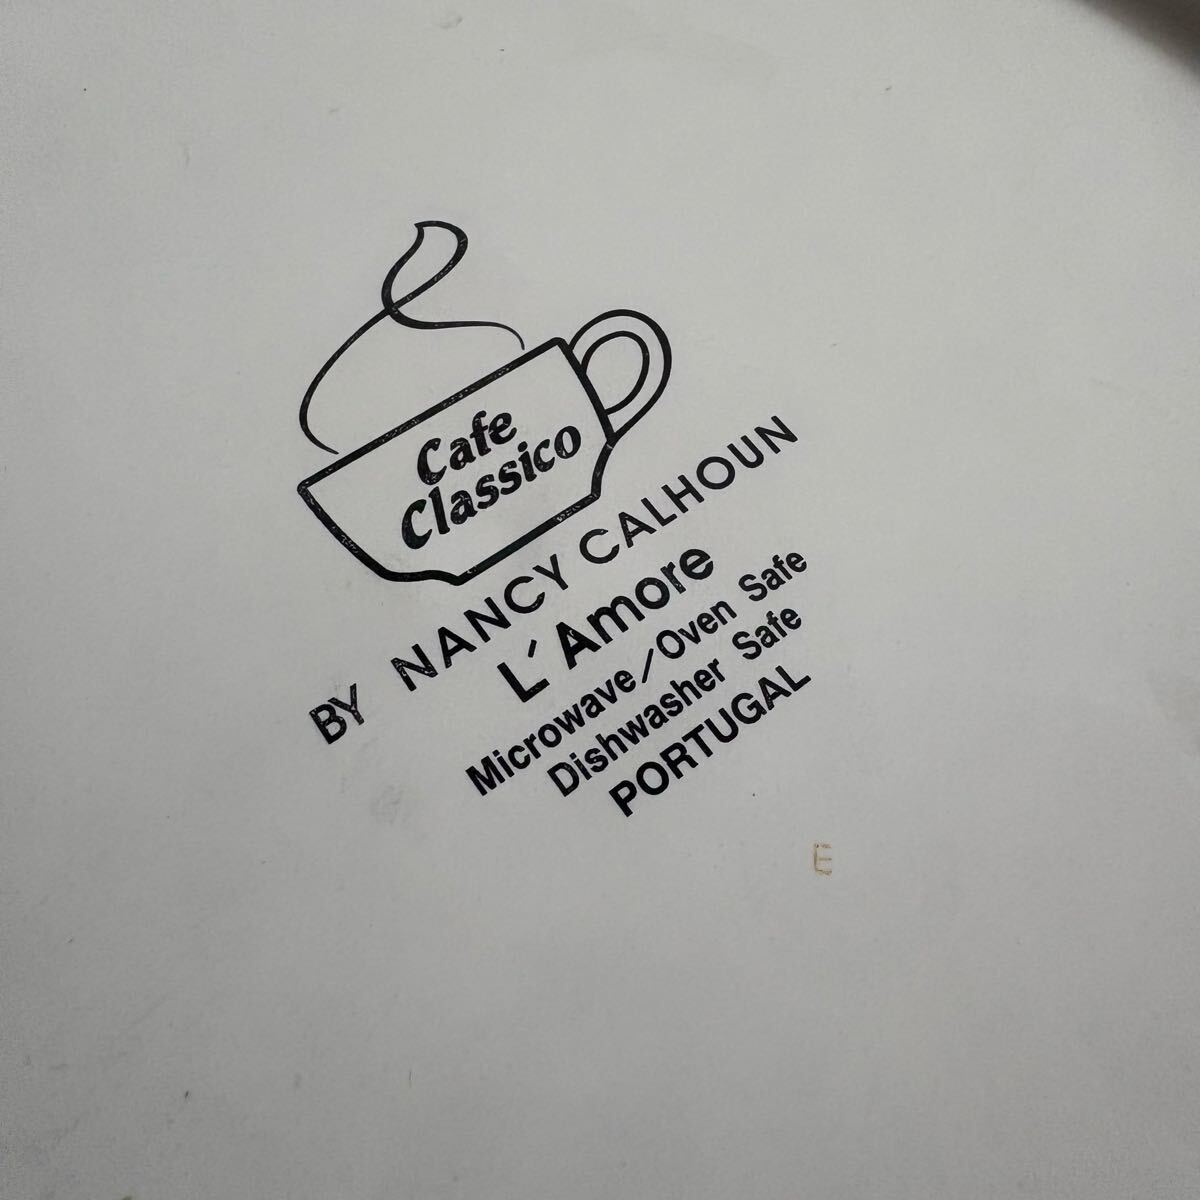 Cafe
Classico
BY NANCY CALHOUN
L'Amore
Microwave/Oven Safe
Dishwasher Safe
PORTUGAL
E